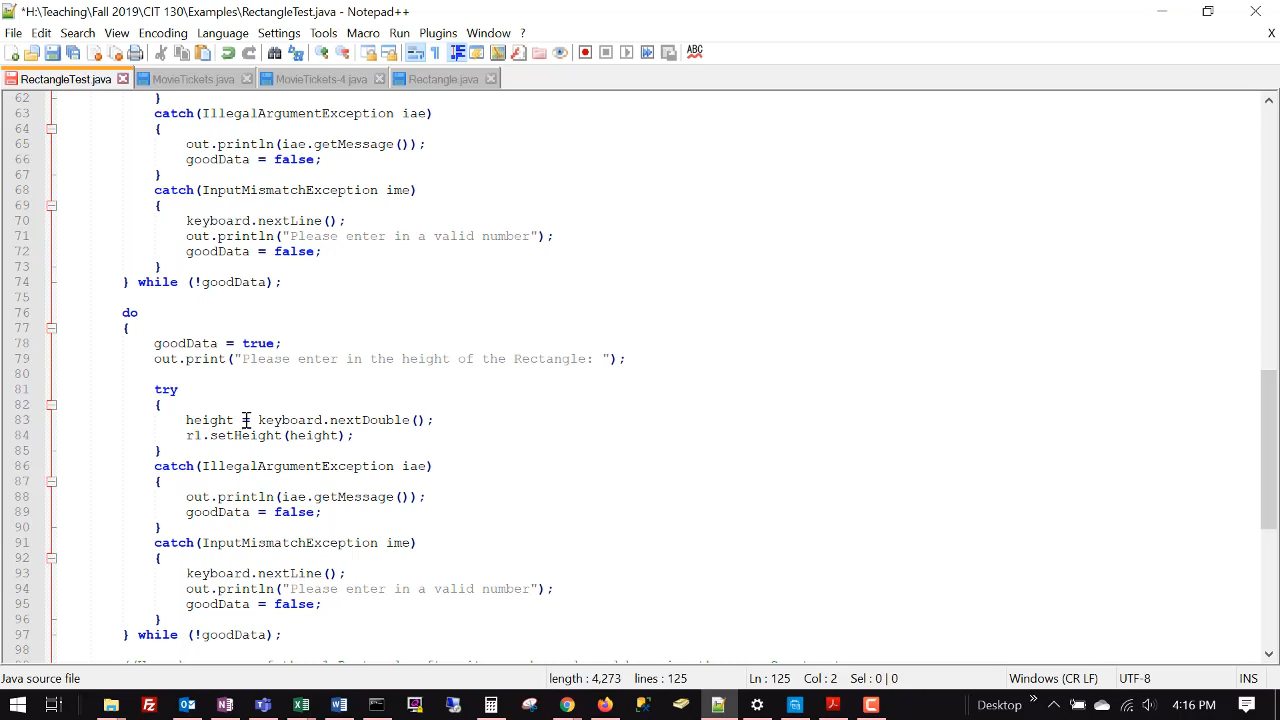 *H:\Teaching\Fall 2019\CIT 130\Examples\RectangleTest.java - Notepad++
File Edit Search View Encoding Language Settings Tools Macro Run Plugins Window ? X
RectangleTest.java MovieTickets.java MovieTickets-4.java Rectangle.java
62 }
63 catch(IllegalArgumentException iae)
64 {
65 out.println(iae.getMessage());
66 goodData = false;
67 }
68 catch(InputMismatchException ime)
69 {
70 keyboard.nextLine();
71 out.println("Please enter in a valid number");
72 goodData = false;
73 }
74 } while (!goodData);
75
76 do
77 {
78 goodData = true;
79 out.print("Please enter in the height of the Rectangle: ");
80
81 try
82 {
83 height = keyboard.nextDouble();
84 r1.setHeight(height);
85 }
86 catch(IllegalArgumentException iae)
87 {
88 out.println(iae.getMessage());
89 goodData = false;
90 }
91 catch(InputMismatchException ime)
92 {
93 keyboard.nextLine();
94 out.println("Please enter in a valid number");
95 goodData = false;
96 }
97 } while (!goodData);
98
Java source file length : 4,273 lines : 125 Ln : 125 Col : 2 Sel : 0 | 0 Windows (CR LF) UTF-8 INS
Desktop 4:16 PM